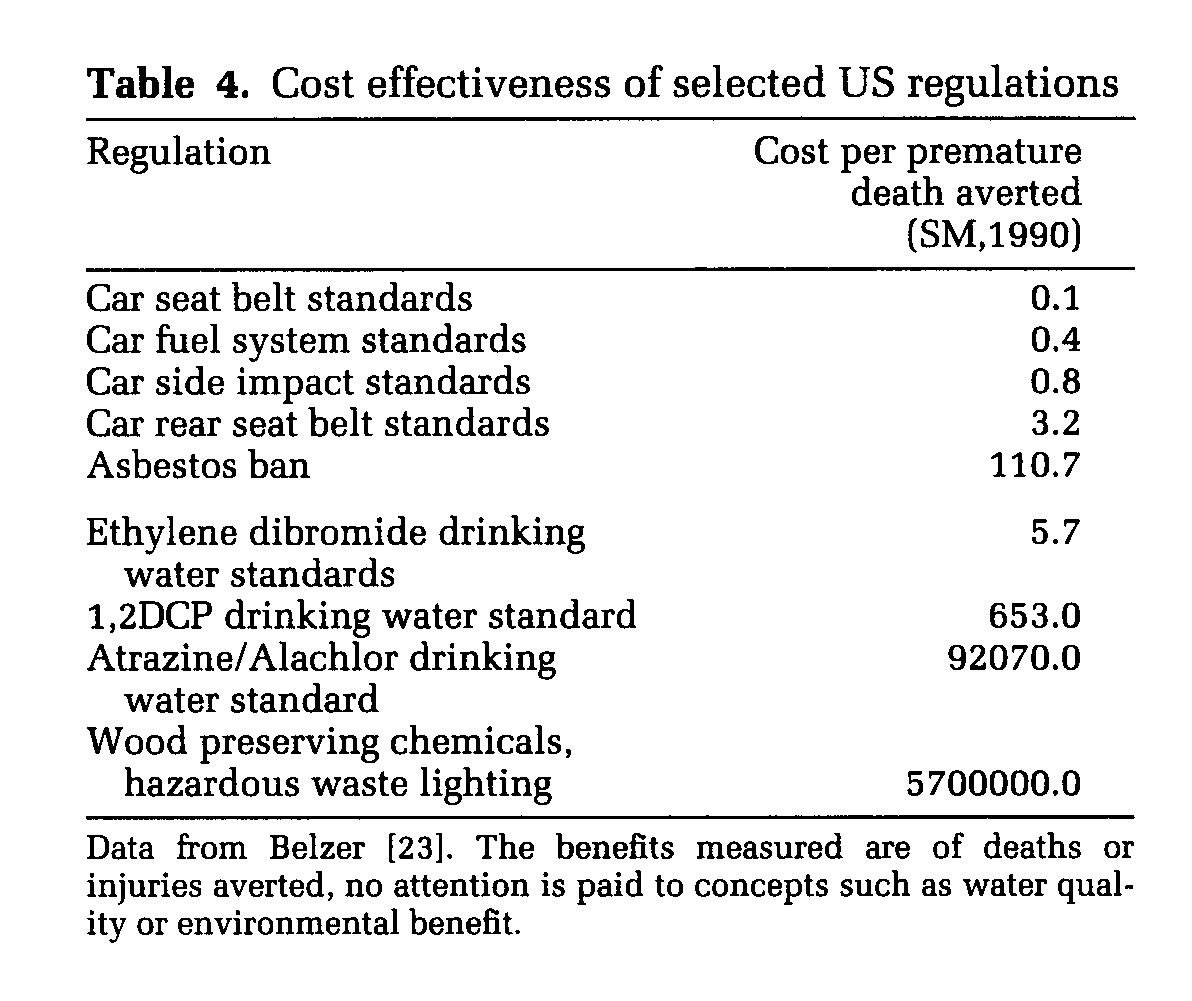 Table 4. Cost effectiveness of selected US regulations
Regulation Cost per premature
death averted
(SM,1990)
Car seat belt standards 0.1
Car fuel system standards 0.4
Car side impact standards 0.8
Car rear seat belt standards 3.2
Asbestos ban 110.7
Ethylene dibromide drinking 5.7
water standards
1,2DCP drinking water standard 653.0
Atrazine/Alachlor drinking 92070.0
water standard
Wood preserving chemicals,
hazardous waste lighting 5700000.0
Data from Belzer [23]. The benefits measured are of deaths or
injuries averted, no attention is paid to concepts such as water qual-
ity or environmental benefit.